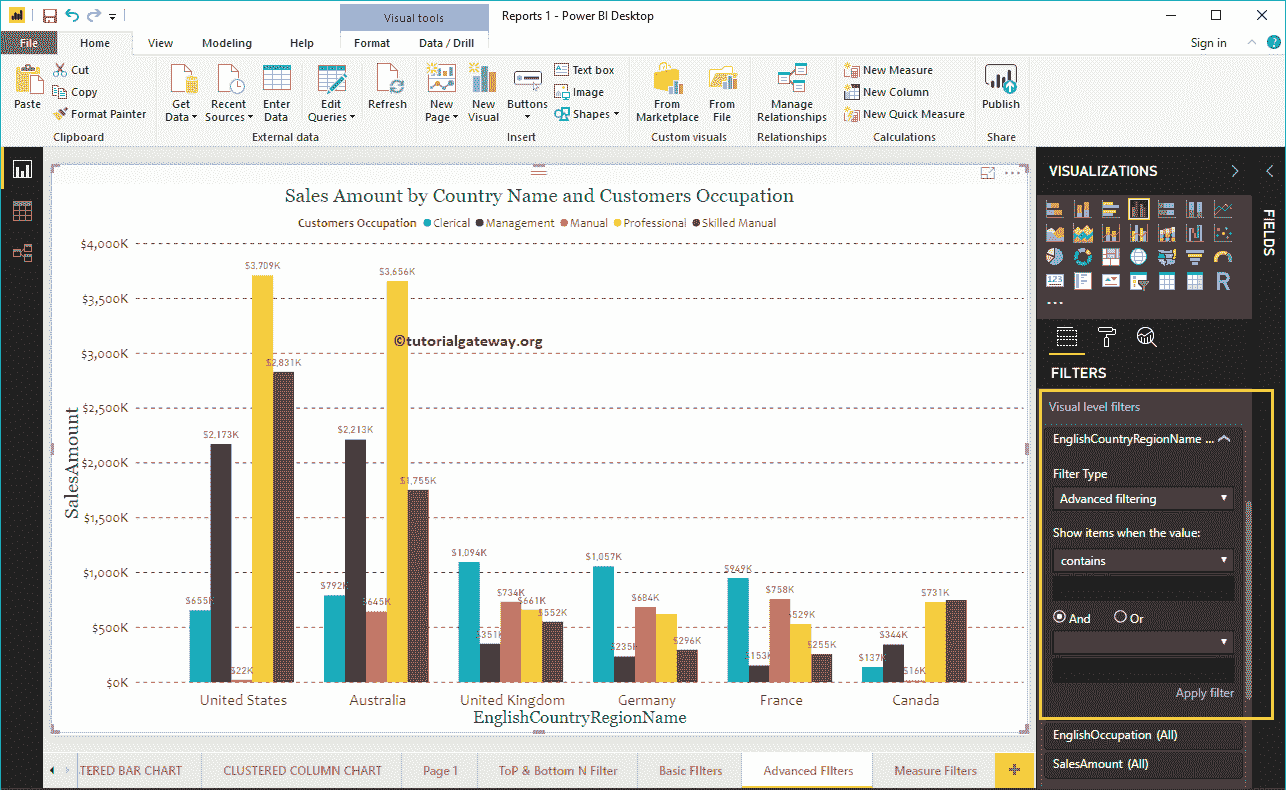 Visual tools
Reports 1 - Power BI Desktop
File
Home
View
Modeling
Help
Format
Data / Drill
Sign in
?
Paste
Cut
Copy
Format Painter
Get Data
Recent Sources
Enter Data
Edit Queries
Refresh
New Page
New Visual
Buttons
Text box
Image
Shapes
From Marketplace
From File
Manage Relationships
New Measure
New Column
New Quick Measure
Publish
Clipboard
External data
Insert
Custom visuals
Relationships
Calculations
Share
Sales Amount by Country Name and Customers Occupation
Customers Occupation Clerical Management Manual Professional Skilled Manual
SalesAmount
$4,000K
$3,500K
$3,000K
$2,500K
$2,000K
$1,500K
$1,000K
$500K
$0K
$655K
$2,173K
$22K
$3,709K
$2,831K
$792K
$2,213K
$645K
$3,656K
$1,755K
$1,094K
$351K
$734K
$661K
$552K
$1,057K
$235K
$684K
$296K
$949K
$153K
$758K
$529K
$255K
$137K
$344K
$16K
$731K
©tutorialgateway.org
United States
Australia
United Kingdom
Germany
France
Canada
EnglishCountryRegionName
VISUALIZATIONS
FIELDS
123
R
FILTERS
Visual level filters
EnglishCountryRegionName ...
Filter Type
Advanced filtering
Show items when the value:
contains
And
Or
Apply filter
EnglishOccupation (All)
SalesAmount (All)
TERED BAR CHART
CLUSTERED COLUMN CHART
Page 1
ToP & Bottom N Filter
Basic FIlters
Advanced FIlters
Measure Filters